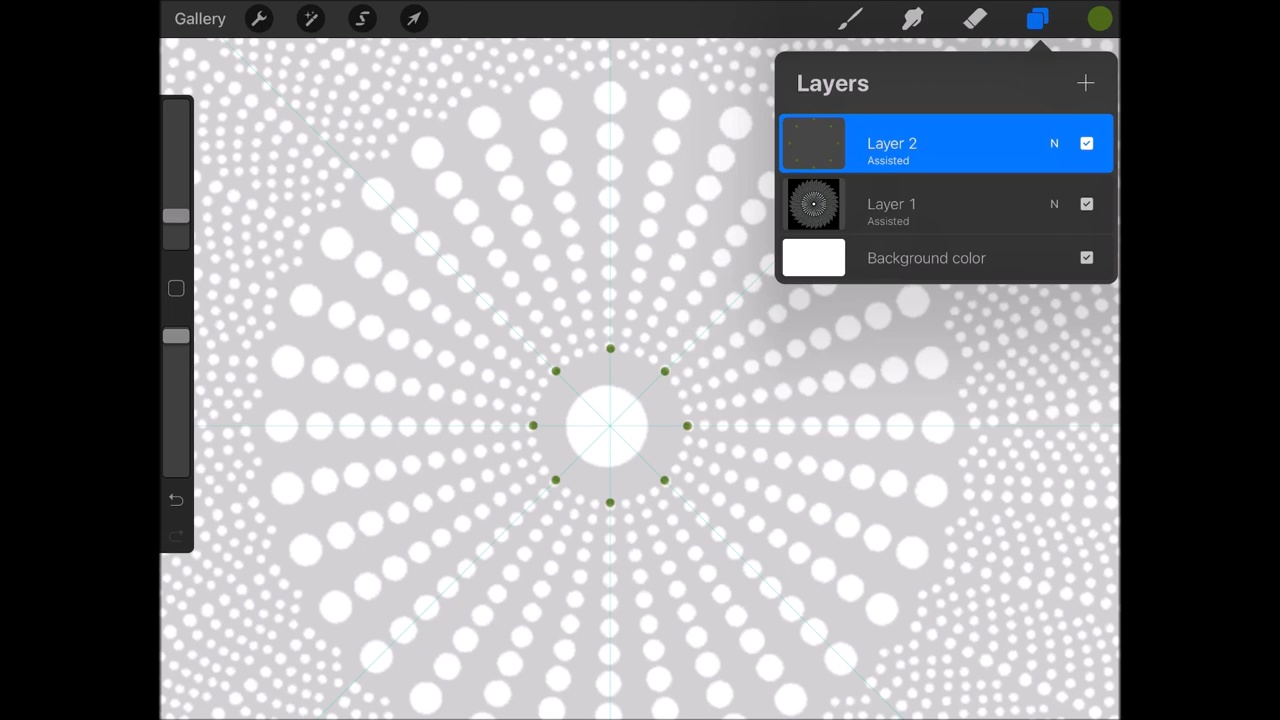 Gallery
Layers
Layer 2 N
Assisted
Layer 1 N
Assisted
Background color